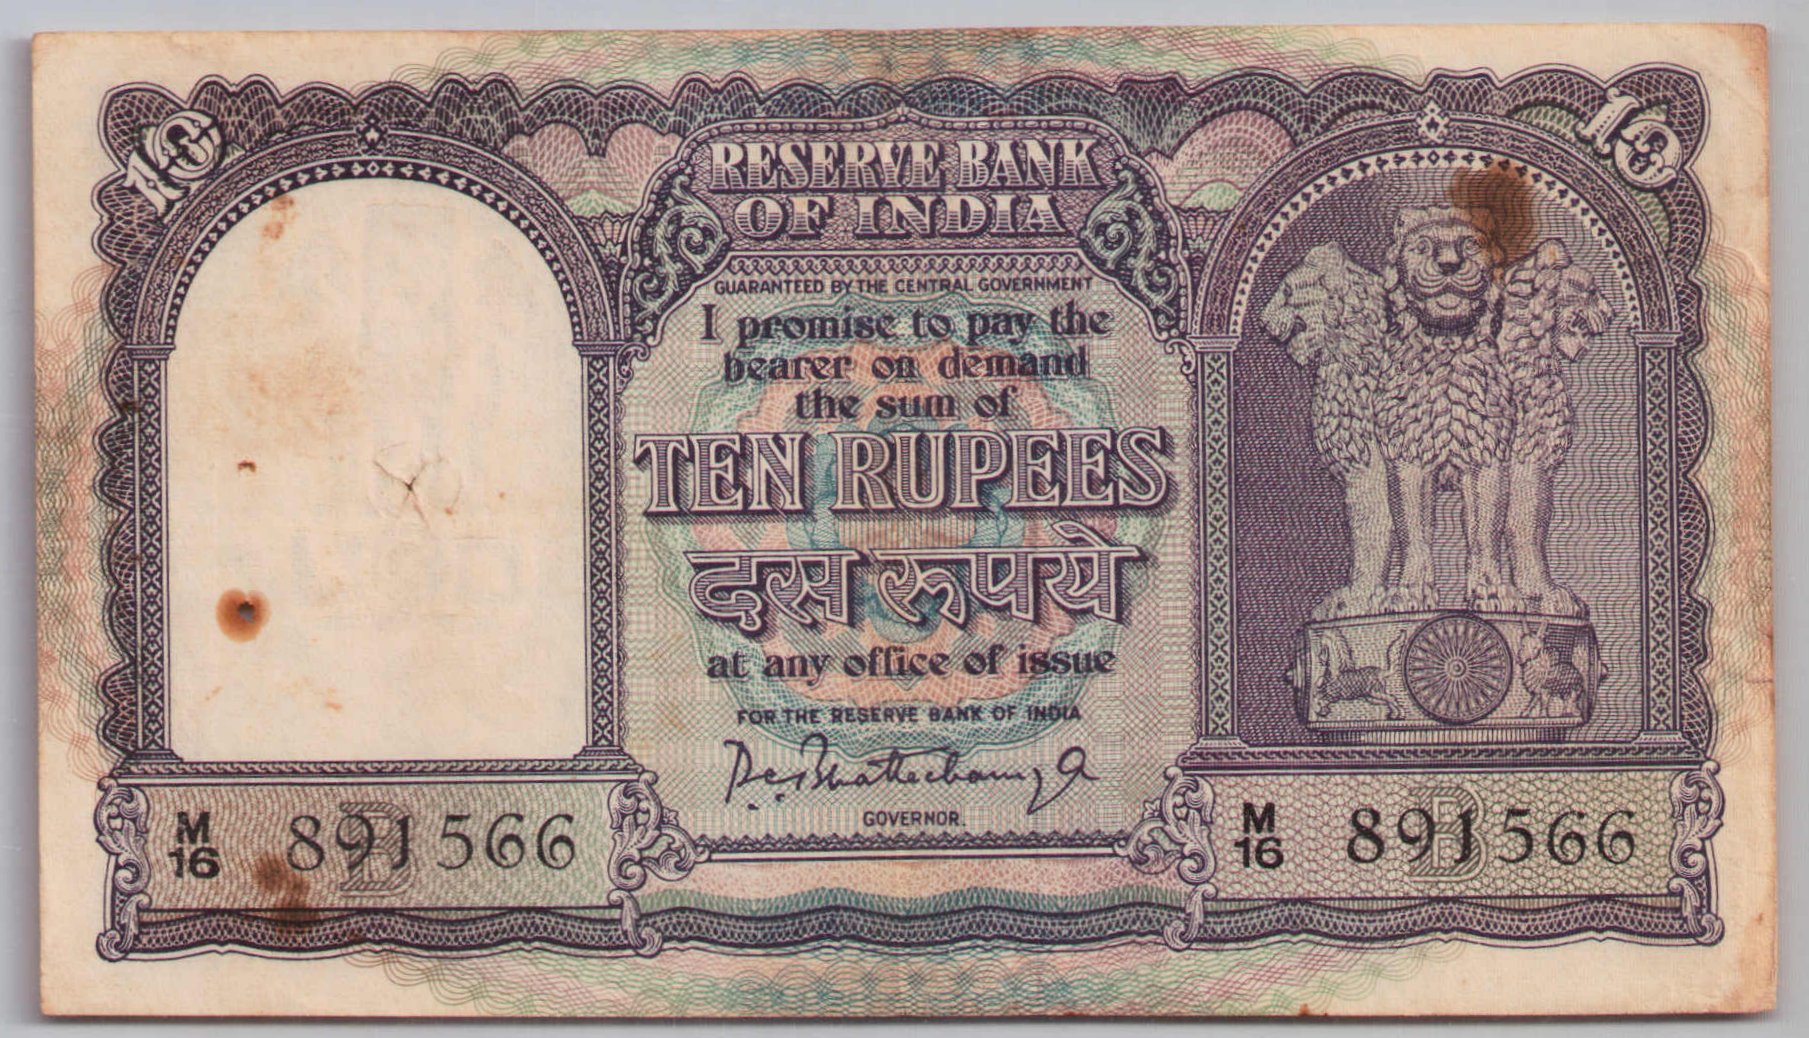 10
10
RESERVE BANK
OF INDIA
GUARANTEED BY THE CENTRAL GOVERNMENT
I promise to pay the
bearer on demand
the sum of
TEN RUPEES
दस रूपये
at any office of issue
FOR THE RESERVE BANK OF INDIA
P.C. Bhattacharyya
GOVERNOR.
M
16
891566
B
M
16
891566
B